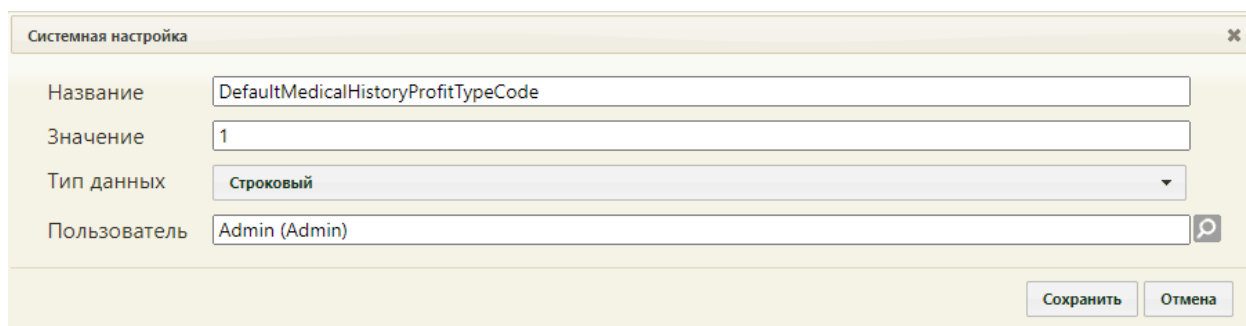 Системная настройка
Название DefaultMedicalHistoryProfitTypeCode
Значение 1
Тип данных Строковый
Пользователь Admin (Admin)
Сохранить Отмена